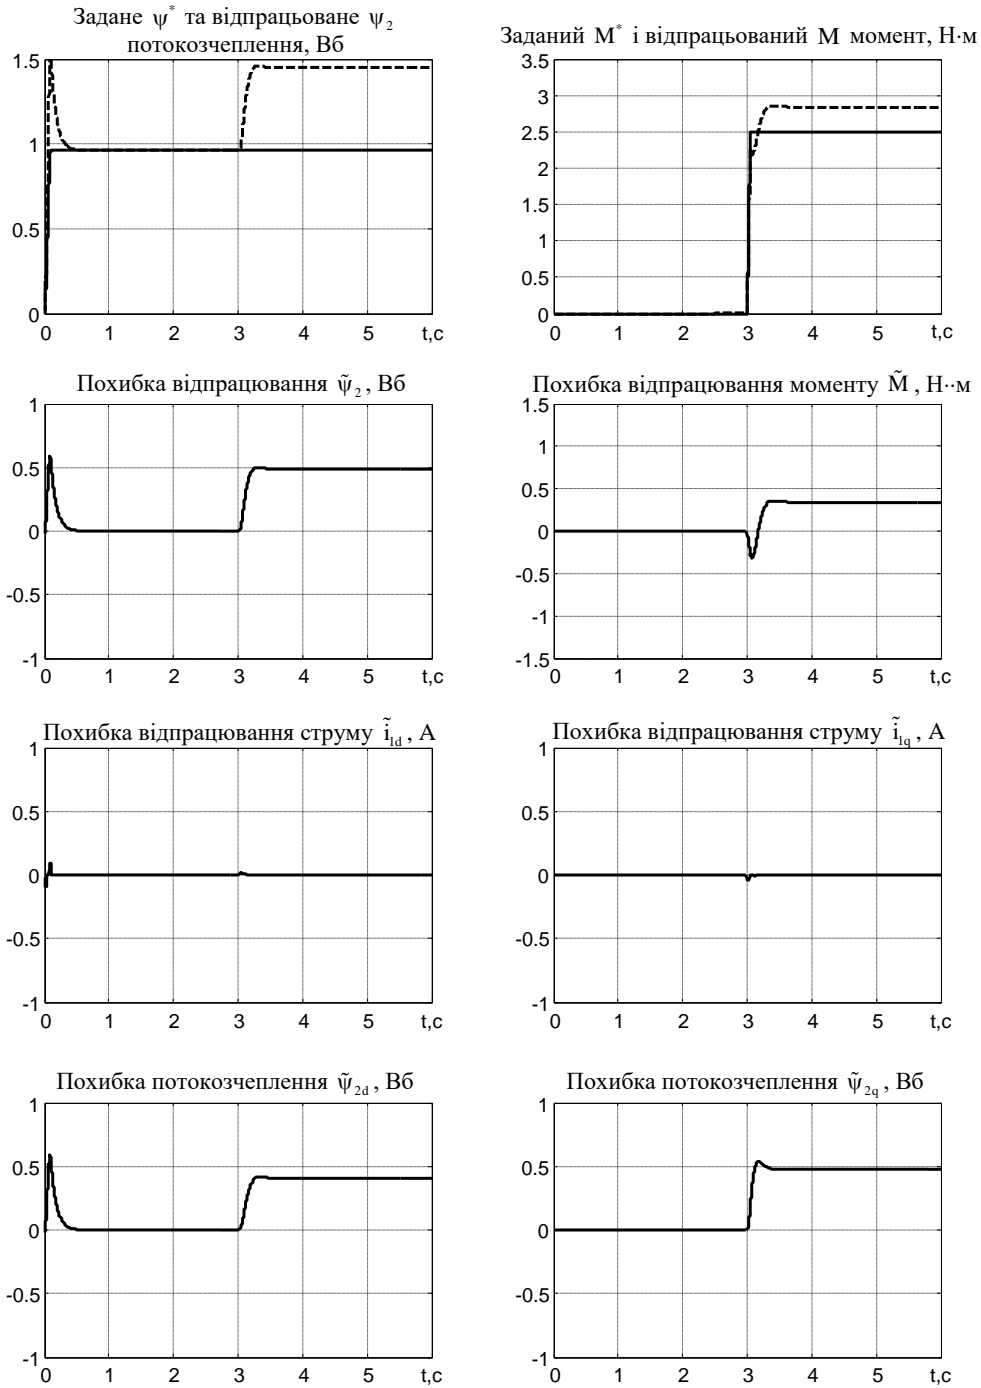 Задане ψ* та відпрацьоване ψ₂
потокозчеплення, Вб
1.5
1
0.5
0
0 1 2 3 4 5 t,c
Заданий M* і відпрацьований M момент, Н·м
3.5
3
2.5
2
1.5
1
0.5
0
0 1 2 3 4 5 t,c
Похибка відпрацювання ψ̃₂, Вб
1
0.5
0
-0.5
-1
0 1 2 3 4 5 t,c
Похибка відпрацювання моменту M̃, Н··м
1.5
1
0.5
0
-0.5
-1
-1.5
0 1 2 3 4 5 t,c
Похибка відпрацювання струму ĩ₁d, А
1
0.5
0
-0.5
-1
0 1 2 3 4 5 t,c
Похибка відпрацювання струму ĩ₁q, А
1
0.5
0
-0.5
-1
0 1 2 3 4 5 t,c
Похибка потокозчеплення ψ̃₂d, Вб
1
0.5
0
-0.5
-1
0 1 2 3 4 5 t,c
Похибка потокозчеплення ψ̃₂q, Вб
1
0.5
0
-0.5
-1
0 1 2 3 4 5 t,c